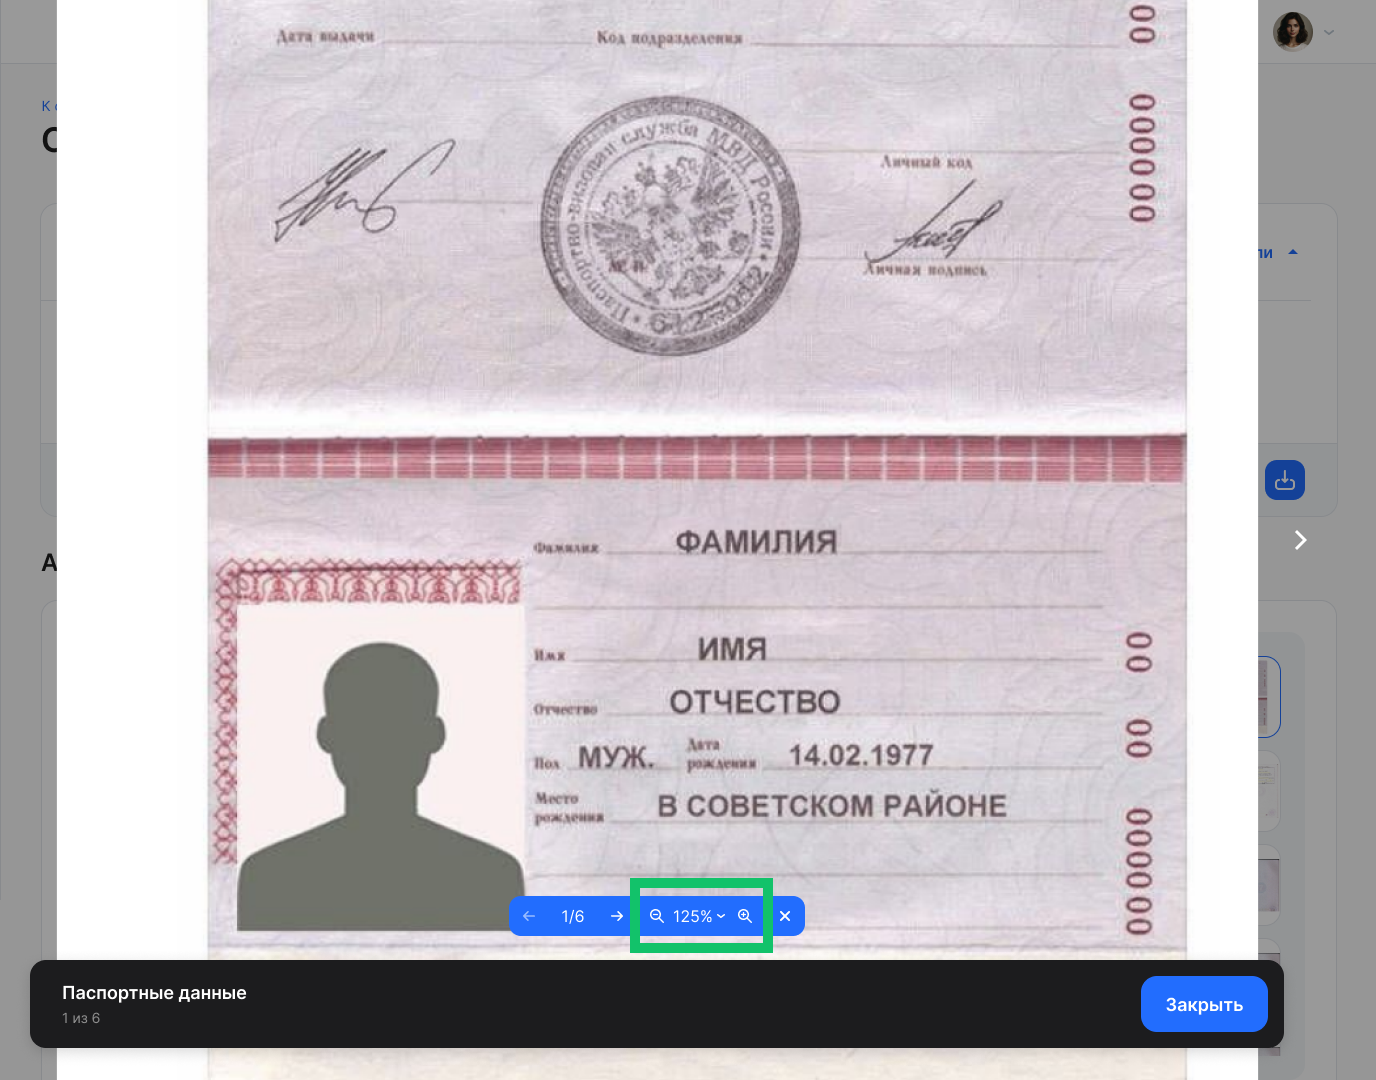 Дата выдачи
Код подразделения
00
К
О
000000
Паспортно-визовая служба МВД России • 612-032 •
Личный код
М. П.
Личная подпись
ли
Фамилия ФАМИЛИЯ
А
Имя ИМЯ
00
Отчество ОТЧЕСТВО
Пол МУЖ. Дата рождения 14.02.1977
00
Место рождения В СОВЕТСКОМ РАЙОНЕ
000000
1/6
125%
Паспортные данные
1 из 6
Закрыть